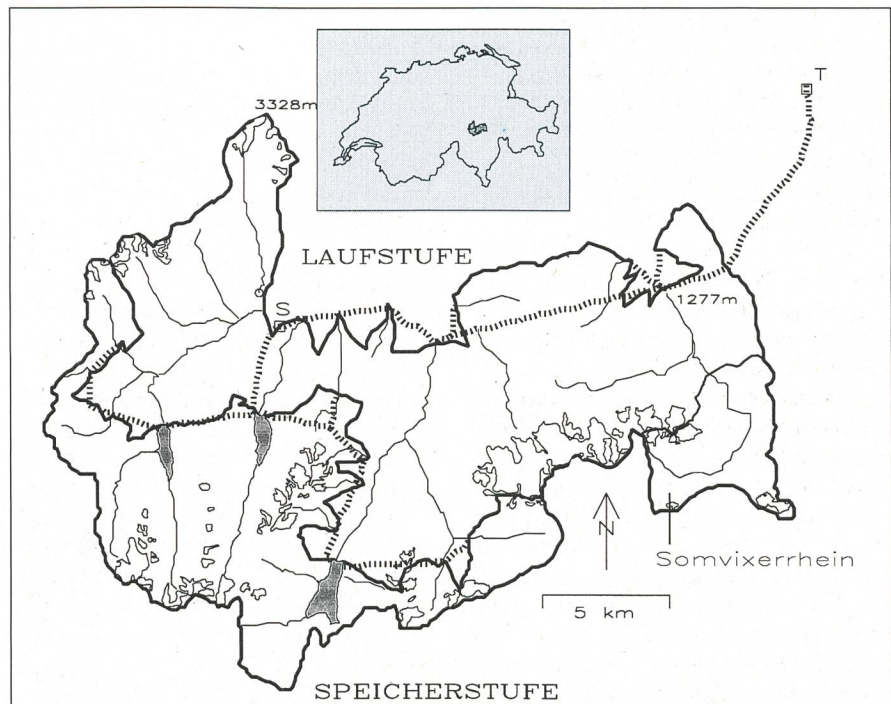 T
3328m
LAUFSTUFE
S
1277m
N
Somvixerrhein
5 km
SPEICHERSTUFE